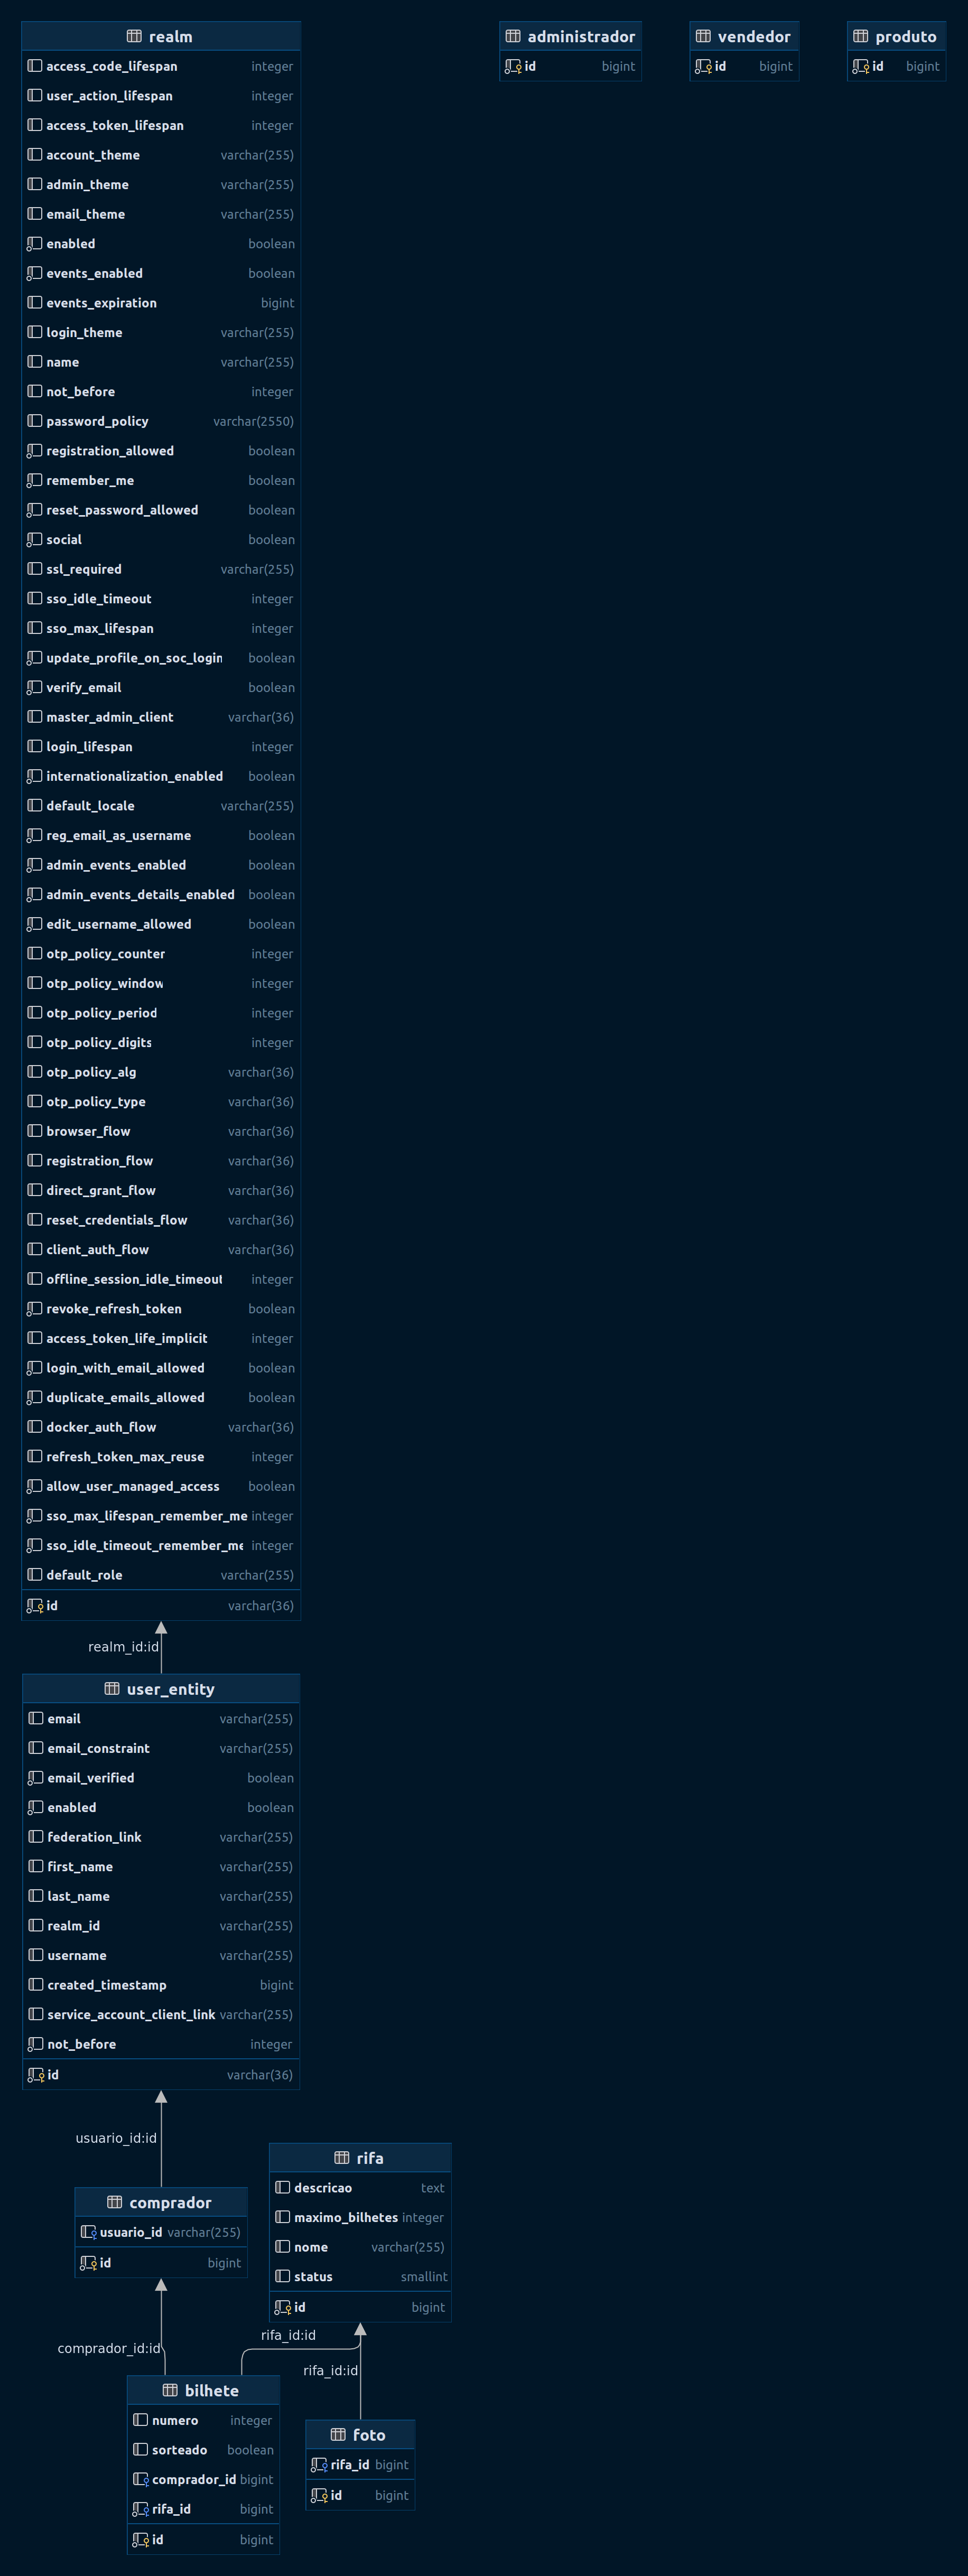 realm
access_code_lifespan integer
user_action_lifespan integer
access_token_lifespan integer
account_theme varchar(255)
admin_theme varchar(255)
email_theme varchar(255)
enabled boolean
events_enabled boolean
events_expiration bigint
login_theme varchar(255)
name varchar(255)
not_before integer
password_policy varchar(2550)
registration_allowed boolean
remember_me boolean
reset_password_allowed boolean
social boolean
ssl_required varchar(255)
sso_idle_timeout integer
sso_max_lifespan integer
update_profile_on_soc_login boolean
verify_email boolean
master_admin_client varchar(36)
login_lifespan integer
internationalization_enabled boolean
default_locale varchar(255)
reg_email_as_username boolean
admin_events_enabled boolean
admin_events_details_enabled boolean
edit_username_allowed boolean
otp_policy_counter integer
otp_policy_window integer
otp_policy_period integer
otp_policy_digits integer
otp_policy_alg varchar(36)
otp_policy_type varchar(36)
browser_flow varchar(36)
registration_flow varchar(36)
direct_grant_flow varchar(36)
reset_credentials_flow varchar(36)
client_auth_flow varchar(36)
offline_session_idle_timeout integer
revoke_refresh_token boolean
access_token_life_implicit integer
login_with_email_allowed boolean
duplicate_emails_allowed boolean
docker_auth_flow varchar(36)
refresh_token_max_reuse integer
allow_user_managed_access boolean
sso_max_lifespan_remember_me integer
sso_idle_timeout_remember_me integer
default_role varchar(255)
id varchar(36)
administrador
id bigint
vendedor
id bigint
produto
id bigint
realm_id:id
user_entity
email varchar(255)
email_constraint varchar(255)
email_verified boolean
enabled boolean
federation_link varchar(255)
first_name varchar(255)
last_name varchar(255)
realm_id varchar(255)
username varchar(255)
created_timestamp bigint
service_account_client_link varchar(255)
not_before integer
id varchar(36)
usuario_id:id
comprador
usuario_id varchar(255)
id bigint
rifa
descricao text
maximo_bilhetes integer
nome varchar(255)
status smallint
id bigint
comprador_id:id
rifa_id:id
rifa_id:id
bilhete
numero integer
sorteado boolean
comprador_id bigint
rifa_id bigint
id bigint
foto
rifa_id bigint
id bigint